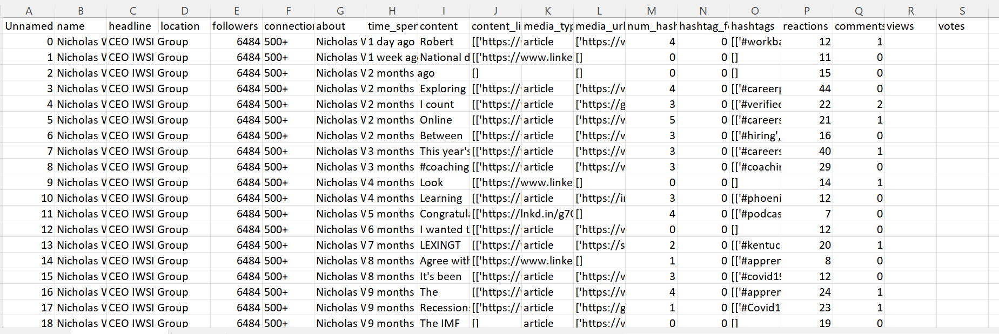 A B C D E F G H I J K L M N O P Q R S
Unnamed name headline location followers connection about time_spen content content_li media_typ media_url num_hash hashtag_f hashtags reactions comments views votes
0 Nicholas V CEO IWSI Group 6484 500+ Nicholas V 1 day ago Robert [['https:// article ['https://w 4 0 [['#workba 12 1
1 Nicholas V CEO IWSI Group 6484 500+ Nicholas V 1 week ag National d [['https://www.linke [] 0 0 [] 11 0
2 Nicholas V CEO IWSI Group 6484 500+ Nicholas V 2 months ago [] [] 0 0 [] 15 0
3 Nicholas V CEO IWSI Group 6484 500+ Nicholas V 2 months Exploring [['https:// article ['https://w 4 0 [['#careerp 44 0
4 Nicholas V CEO IWSI Group 6484 500+ Nicholas V 2 months I count [['https:// article ['https://g 3 0 [['#verified 22 2
5 Nicholas V CEO IWSI Group 6484 500+ Nicholas V 2 months Online [['https:// article ['https://w 5 0 [['#careers 21 1
6 Nicholas V CEO IWSI Group 6484 500+ Nicholas V 2 months Between [['https:// article ['https://w 3 0 [['#hiring', 16 0
7 Nicholas V CEO IWSI Group 6484 500+ Nicholas V 3 months This year's [['https:// article ['https://w 3 0 [['#careers 40 1
8 Nicholas V CEO IWSI Group 6484 500+ Nicholas V 3 months #coaching [['https:// article ['https://w 3 0 [['#coachin 29 0
9 Nicholas V CEO IWSI Group 6484 500+ Nicholas V 4 months Look [['https://www.linke [] 0 0 [] 14 1
10 Nicholas V CEO IWSI Group 6484 500+ Nicholas V 4 months Learning [['https:// article ['https://in 3 0 [['#phoeni 12 0
11 Nicholas V CEO IWSI Group 6484 500+ Nicholas V 5 months Congratula [['https://lnkd.in/g7C [] 4 0 [['#podcas 7 0
12 Nicholas V CEO IWSI Group 6484 500+ Nicholas V 6 months I wanted t [['https:// article ['https://w 0 0 [] 12 0
13 Nicholas V CEO IWSI Group 6484 500+ Nicholas V 7 months LEXINGT [['https:// article ['https://s 2 0 [['#kentuc 20 1
14 Nicholas V CEO IWSI Group 6484 500+ Nicholas V 8 months Agree with [['https://www.linke [] 1 0 [['#appren 8 0
15 Nicholas V CEO IWSI Group 6484 500+ Nicholas V 8 months It's been [['https:// article ['https://w 3 0 [['#covid19 12 0
16 Nicholas V CEO IWSI Group 6484 500+ Nicholas V 9 months The [['https:// article ['https://w 4 0 [['#appren 24 1
17 Nicholas V CEO IWSI Group 6484 500+ Nicholas V 9 months Recession: [['https:// article ['https://g 1 0 [['#Covid1 23 1
18 Nicholas V CEO IWSI Group 6484 500+ Nicholas V 9 months The IMF [] article ['https://w 0 0 [] 19 0